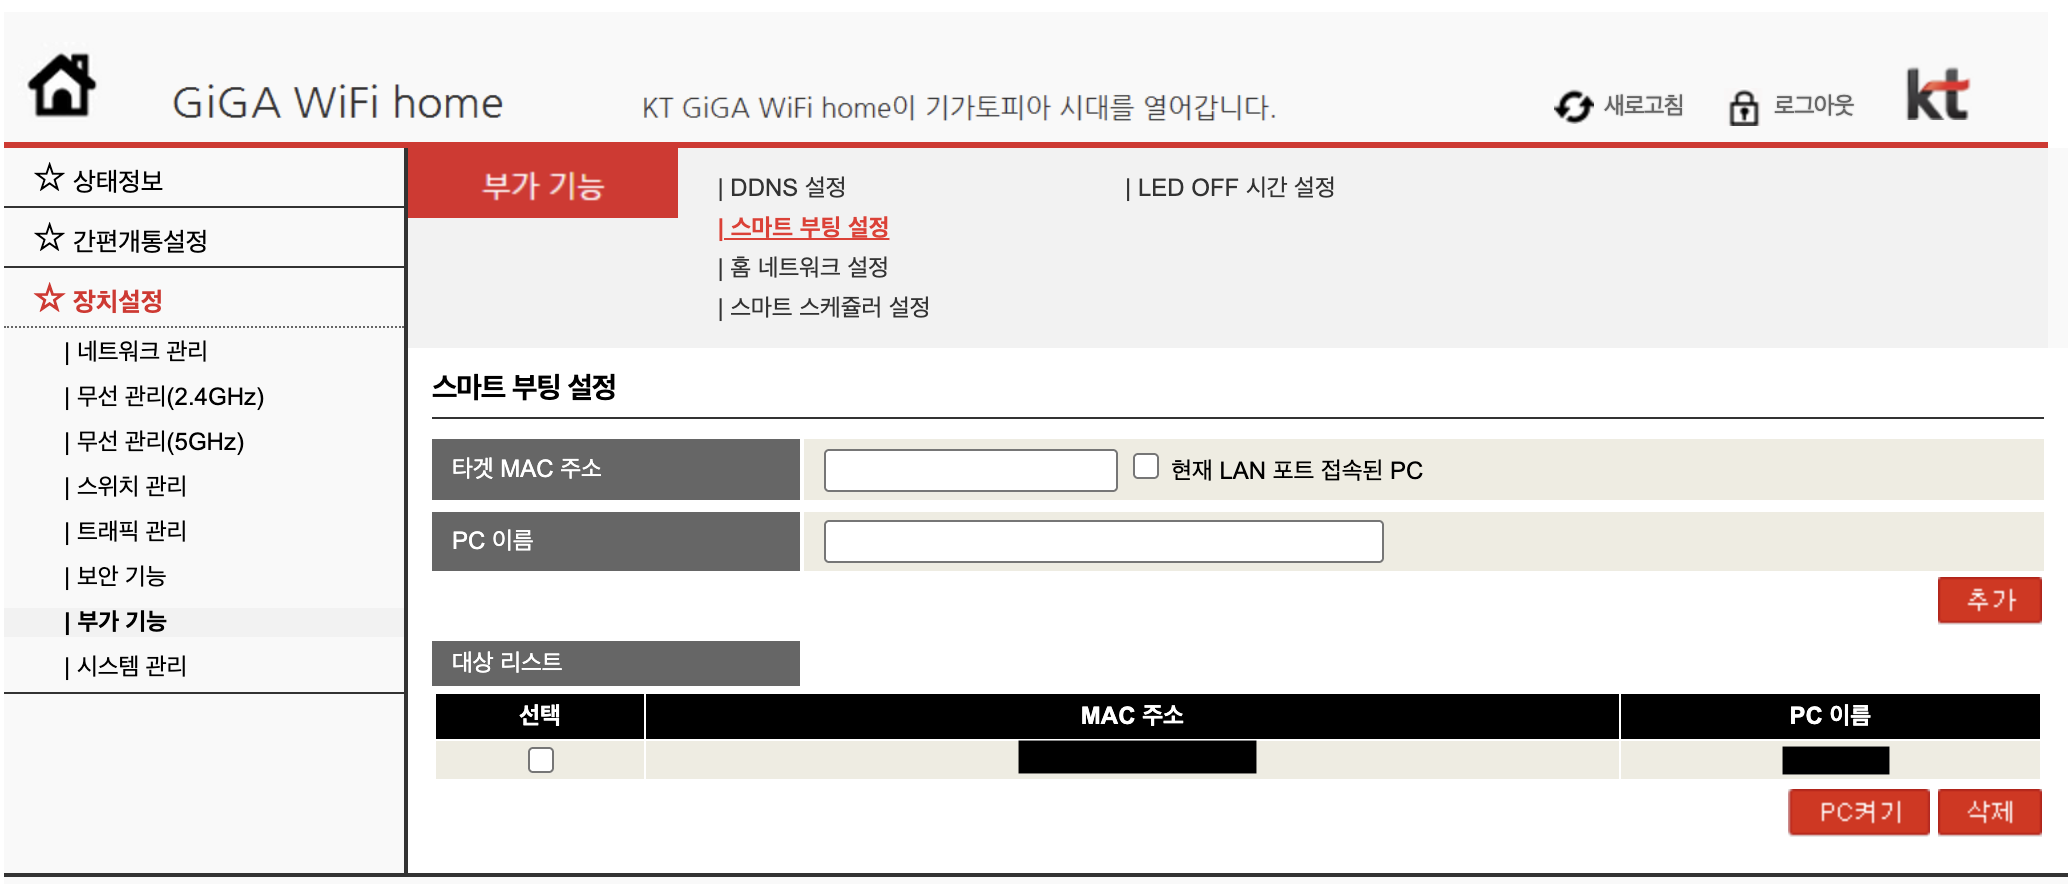 GiGA WiFi home
KT GiGA WiFi home이 기가토피아 시대를 열어갑니다.
새로고침
로그아웃
kt
☆ 상태정보
☆ 간편개통설정
☆ 장치설정
| 네트워크 관리
| 무선 관리(2.4GHz)
| 무선 관리(5GHz)
| 스위치 관리
| 트래픽 관리
| 보안 기능
| 부가 기능
| 시스템 관리
부가 기능
| DDNS 설정
| 스마트 부팅 설정
| 홈 네트워크 설정
| 스마트 스케쥴러 설정
| LED OFF 시간 설정
스마트 부팅 설정
타겟 MAC 주소
현재 LAN 포트 접속된 PC
PC 이름
추가
대상 리스트
선택 MAC 주소 PC 이름
PC켜기 삭제